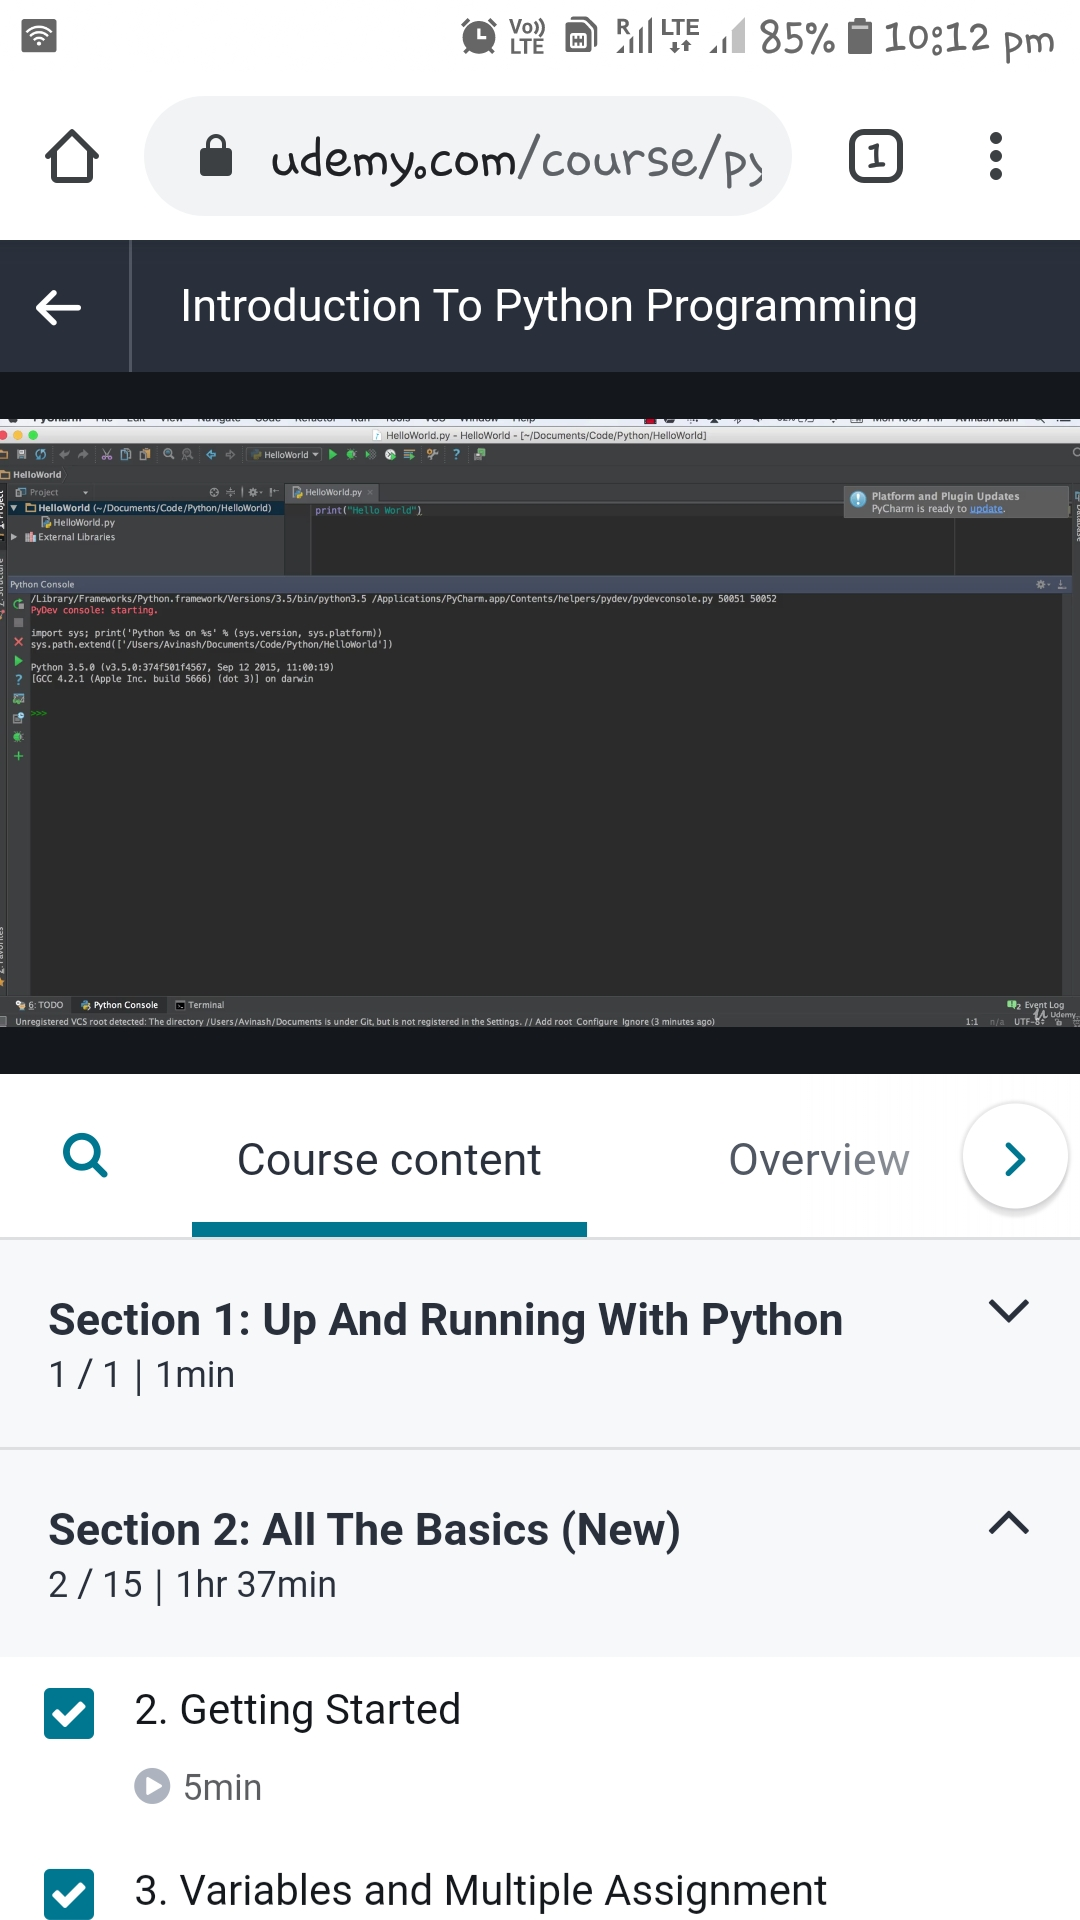 Vo)) LTE R LTE 85% 10:12 pm
udemy.com/course/py
1
Introduction To Python Programming
HelloWorld.py - HelloWorld - [~/Documents/Code/Python/HelloWorld]
HelloWorld
HelloWorld
Project
HelloWorld.py
HelloWorld (~/Documents/Code/Python/HelloWorld)
HelloWorld.py
External Libraries
print("Hello World")
Platform and Plugin Updates
PyCharm is ready to update.
Python Console
/Library/Frameworks/Python.framework/Versions/3.5/bin/python3.5 /Applications/PyCharm.app/Contents/helpers/pydev/pydevconsole.py 50051 50052
PyDev console: starting.
import sys; print('Python %s on %s' % (sys.version, sys.platform))
sys.path.extend(['/Users/Avinash/Documents/Code/Python/HelloWorld'])
Python 3.5.0 (v3.5.0:374f501f4567, Sep 12 2015, 11:00:19)
[GCC 4.2.1 (Apple Inc. build 5666) (dot 3)] on darwin
>>>
6: TODO Python Console Terminal
2 Event Log
Unregistered VCS root detected: The directory /Users/Avinash/Documents is under Git, but is not registered in the Settings. // Add root Configure Ignore (3 minutes ago)
1:1 n/a UTF-8
Udemy
Course content
Overview
Section 1: Up And Running With Python
1 / 1 | 1min
Section 2: All The Basics (New)
2 / 15 | 1hr 37min
2. Getting Started
5min
3. Variables and Multiple Assignment